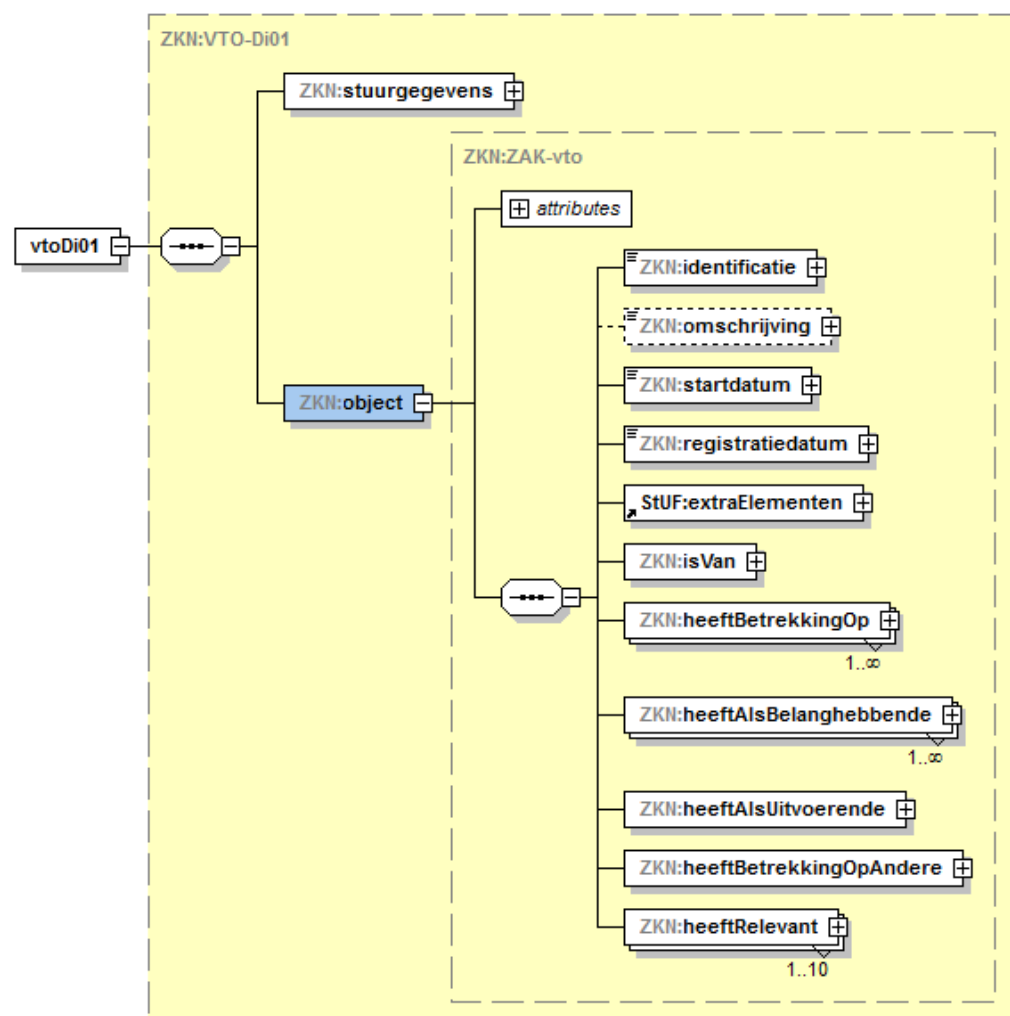 ZKN:VTO-Di01
ZKN:stuurgegevens
ZKN:ZAK-vto
attributes
vtoDi01
ZKN:identificatie
ZKN:omschrijving
ZKN:startdatum
ZKN:object
ZKN:registratiedatum
StUF:extraElementen
ZKN:isVan
ZKN:heeftBetrekkingOp
1..∞
ZKN:heeftAlsBelanghebbende
1..∞
ZKN:heeftAlsUitvoerende
ZKN:heeftBetrekkingOpAndere
ZKN:heeftRelevant
1..10